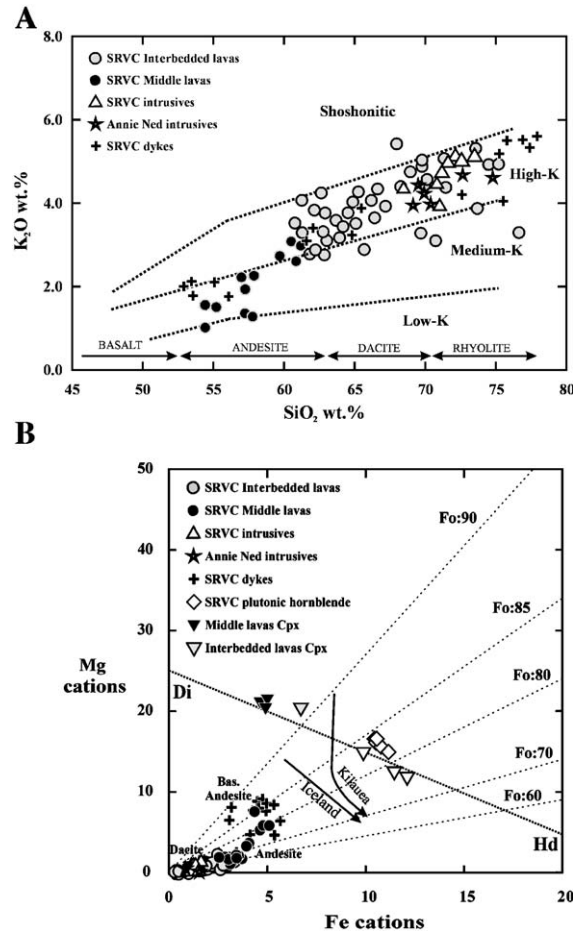 A
8.0
6.0
4.0
2.0
0.0
K₂O wt.%
SRVC Interbedded lavas
SRVC Middle lavas
SRVC intrusives
Annie Ned intrusives
SRVC dykes
Shoshonitic
High-K
Medium-K
Low-K
BASALT ANDESITE DACITE RHYOLITE
45 50 55 60 65 70 75 80
SiO₂ wt.%
B
50
40
30
20
10
0
Mg
cations
SRVC Interbedded lavas
SRVC Middle lavas
SRVC intrusives
Annie Ned intrusives
SRVC dykes
SRVC plutonic hornblende
Middle lavas Cpx
Interbedded lavas Cpx
Fo:90
Fo:85
Fo:80
Fo:70
Fo:60
Di
Hd
Kilauea
Iceland
Bas.
Andesite
Dacite
Andesite
0 5 10 15 20
Fe cations